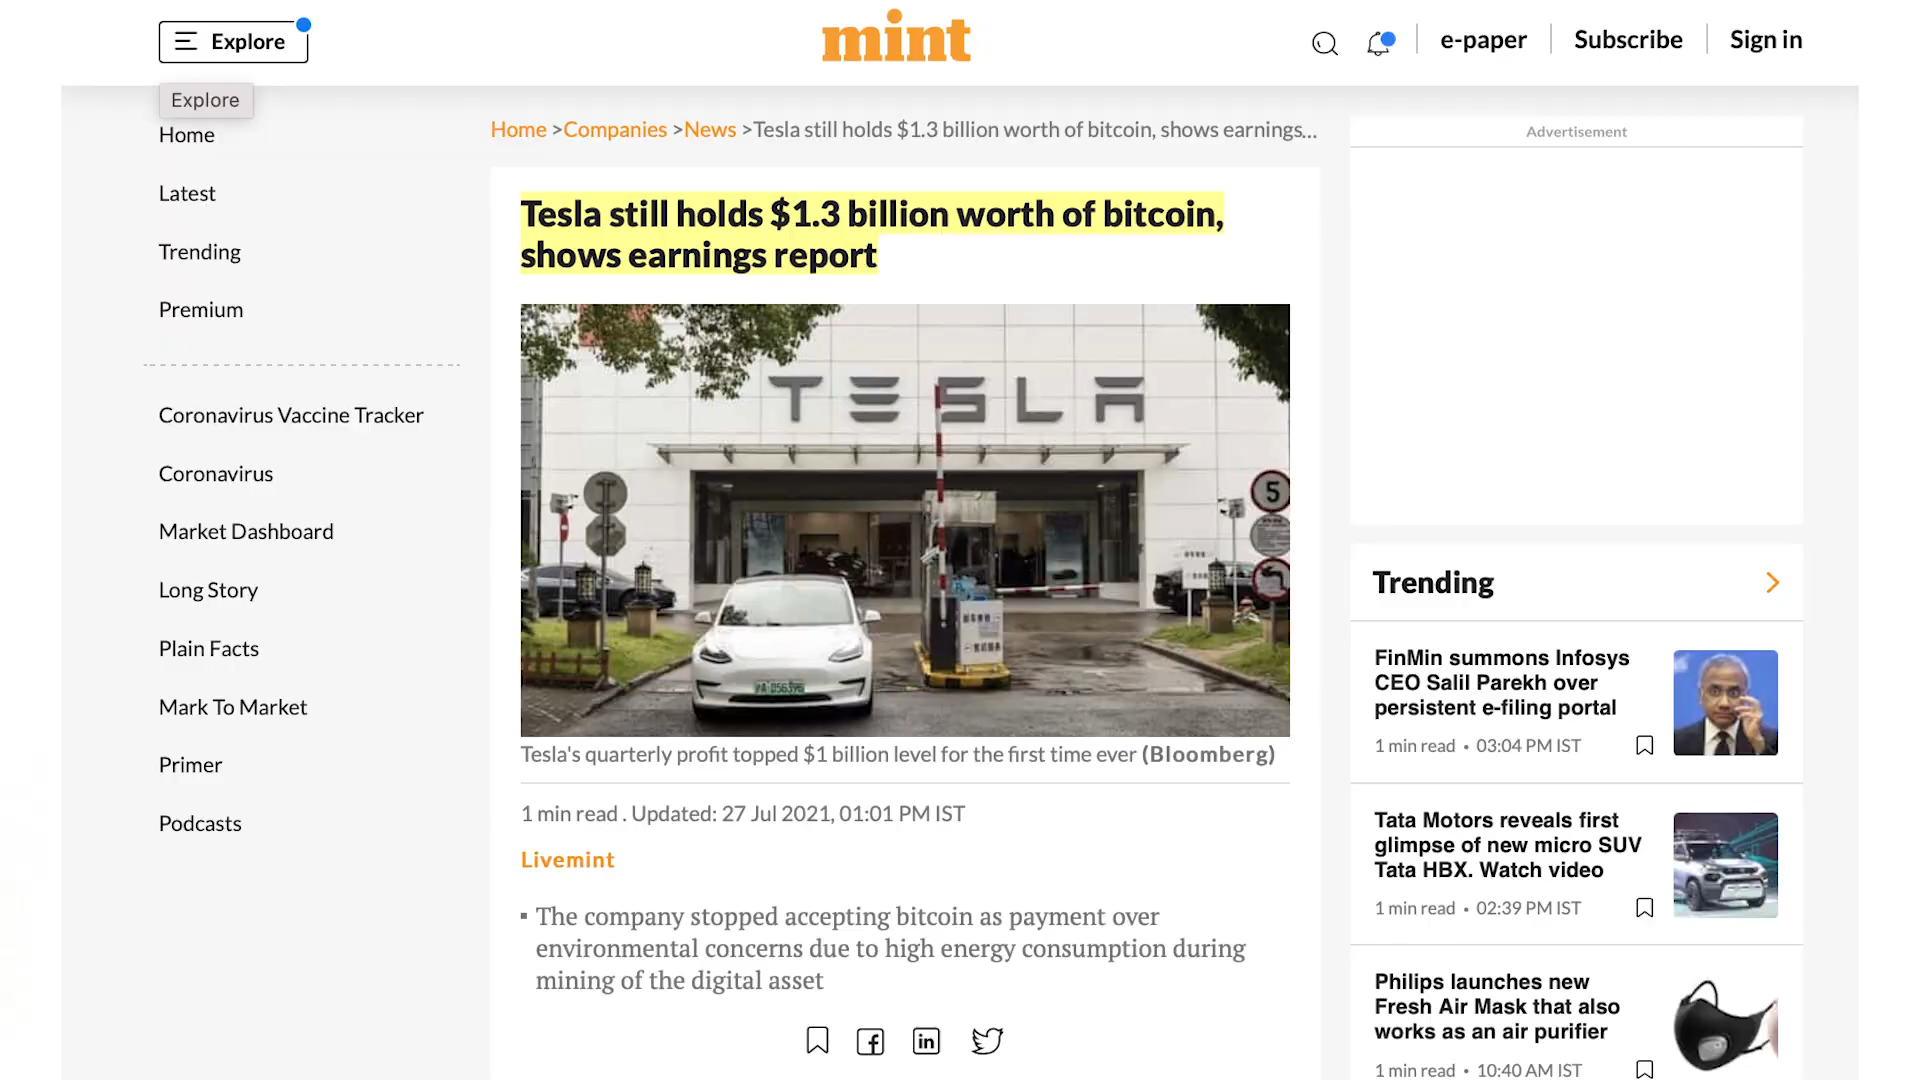 Explore
mint
e-paper
Subscribe
Sign in
Explore
Home
Latest
Trending
Premium
Coronavirus Vaccine Tracker
Coronavirus
Market Dashboard
Long Story
Plain Facts
Mark To Market
Primer
Podcasts
Home >Companies >News >Tesla still holds $1.3 billion worth of bitcoin, shows earnings...
Tesla still holds $1.3 billion worth of bitcoin,
shows earnings report
TESLA
5
Tesla's quarterly profit topped $1 billion level for the first time ever (Bloomberg)
1 min read . Updated: 27 Jul 2021, 01:01 PM IST
Livemint
▪ The company stopped accepting bitcoin as payment over
environmental concerns due to high energy consumption during
mining of the digital asset
Advertisement
Trending
FinMin summons Infosys
CEO Salil Parekh over
persistent e-filing portal
1 min read • 03:04 PM IST
Tata Motors reveals first
glimpse of new micro SUV
Tata HBX. Watch video
1 min read • 02:39 PM IST
Philips launches new
Fresh Air Mask that also
works as an air purifier
1 min read • 10:40 AM IST